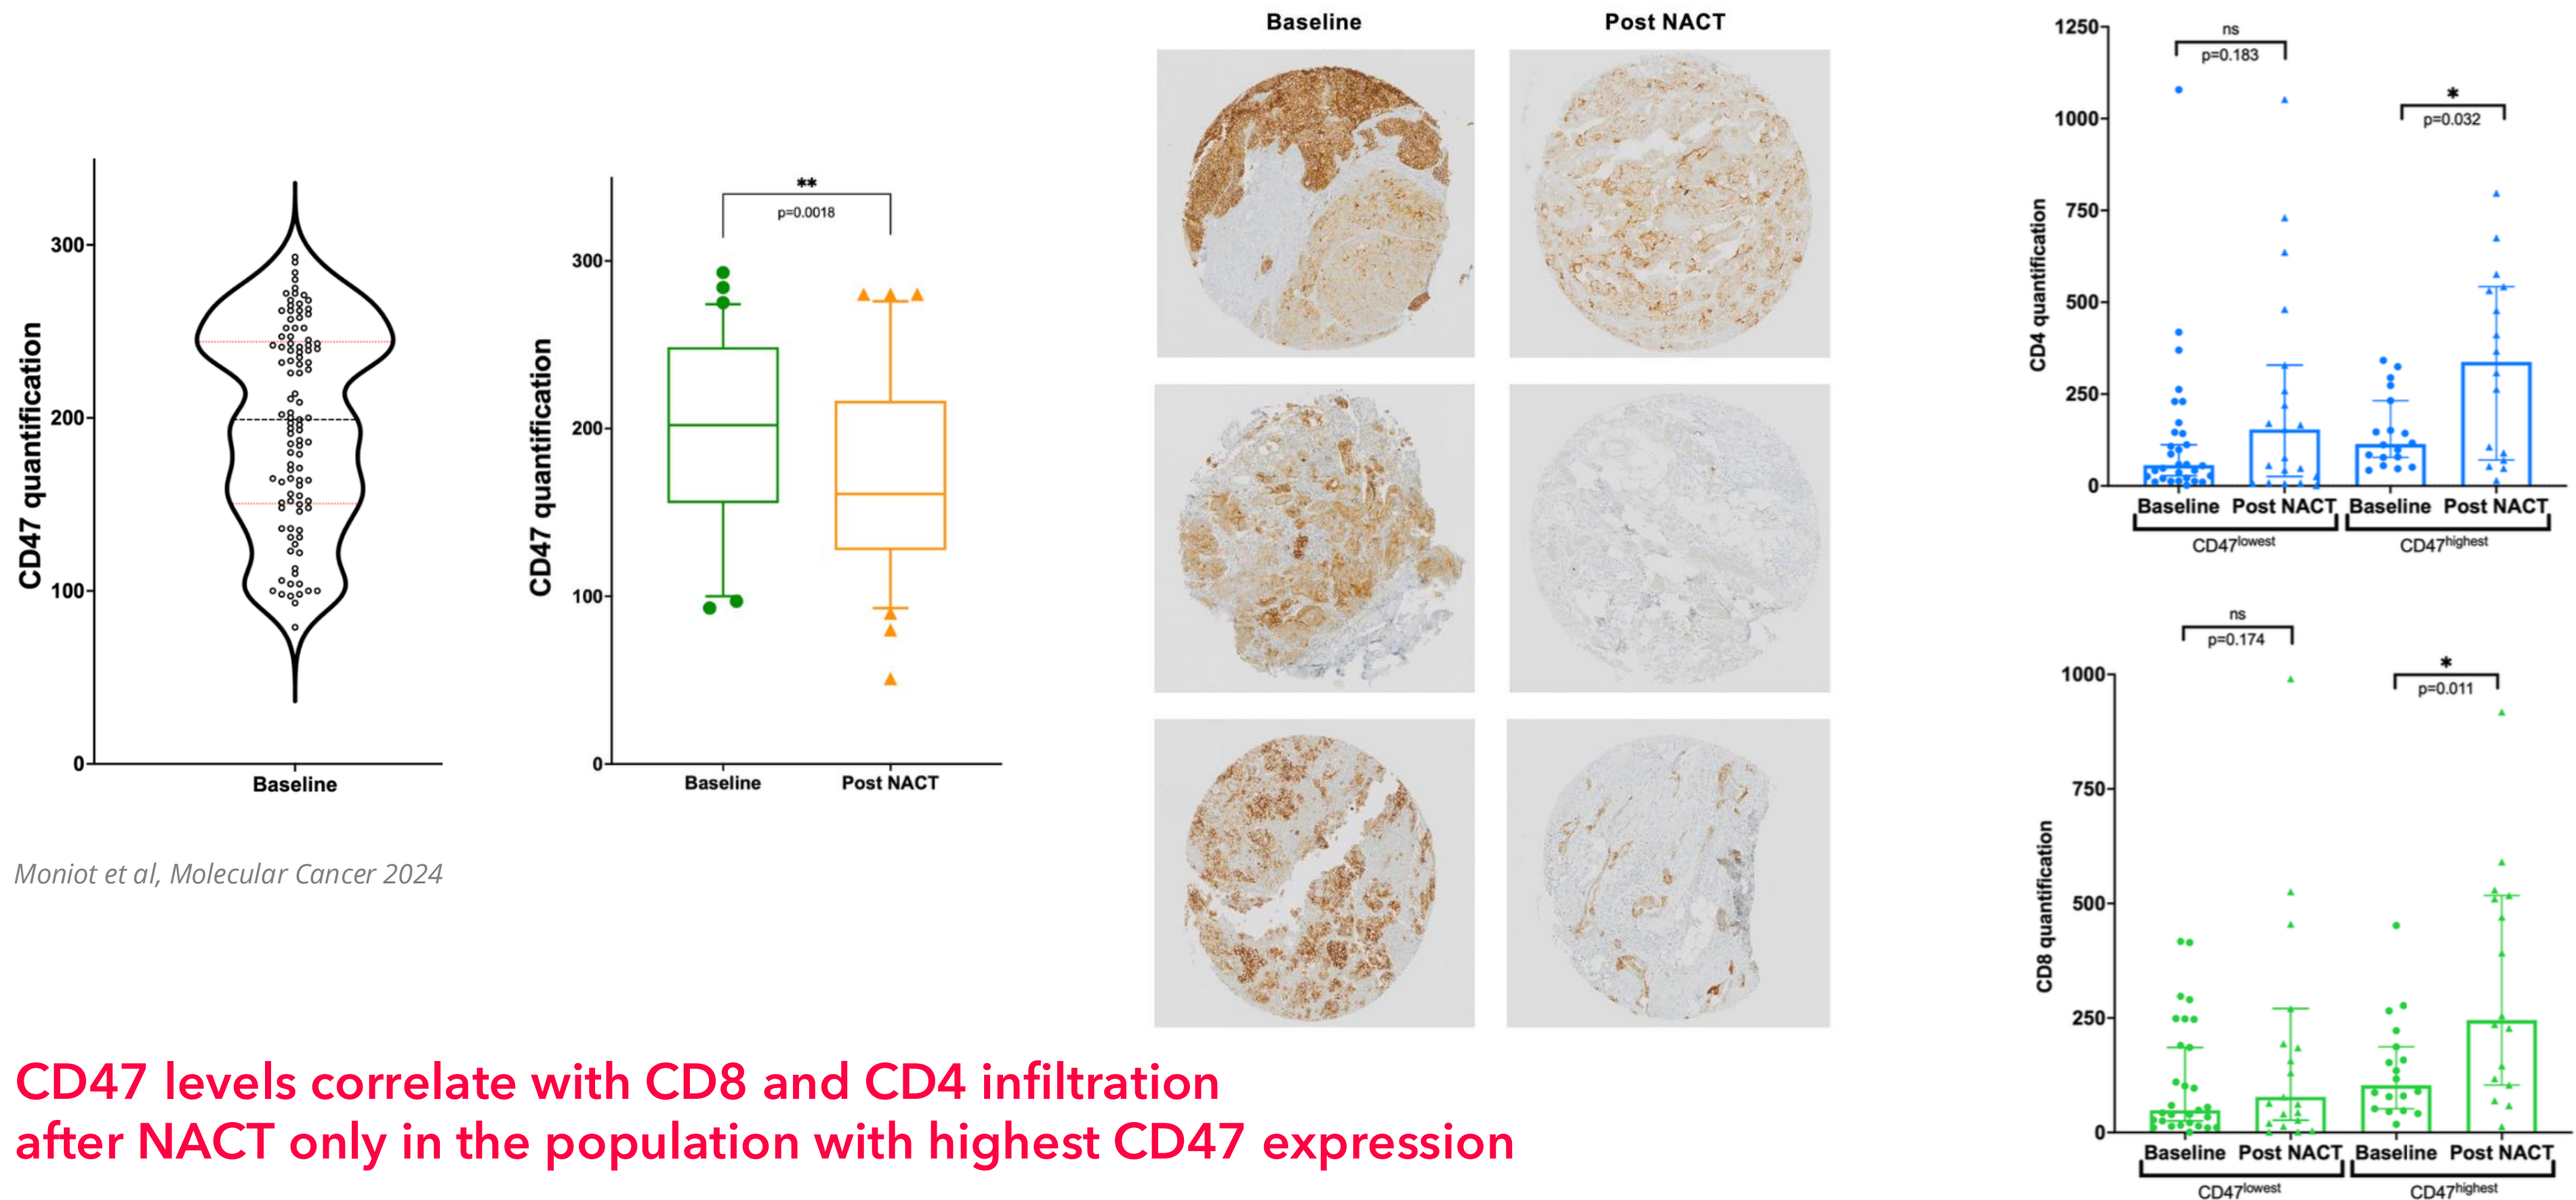 CD47 quantification
300
200
100
0
Baseline
CD47 quantification
**
p=0.0018
300
200
100
0
Baseline Post NACT
Moniot et al, Molecular Cancer 2024
Baseline Post NACT
CD4 quantification
1250
1000
750
500
250
0
ns
p=0.183
*
p=0.032
Baseline Post NACT Baseline Post NACT
CD47lowest CD47highest
CD8 quantification
1000
750
500
250
0
ns
p=0.174
*
p=0.011
Baseline Post NACT Baseline Post NACT
CD47lowest CD47highest
CD47 levels correlate with CD8 and CD4 infiltration
after NACT only in the population with highest CD47 expression